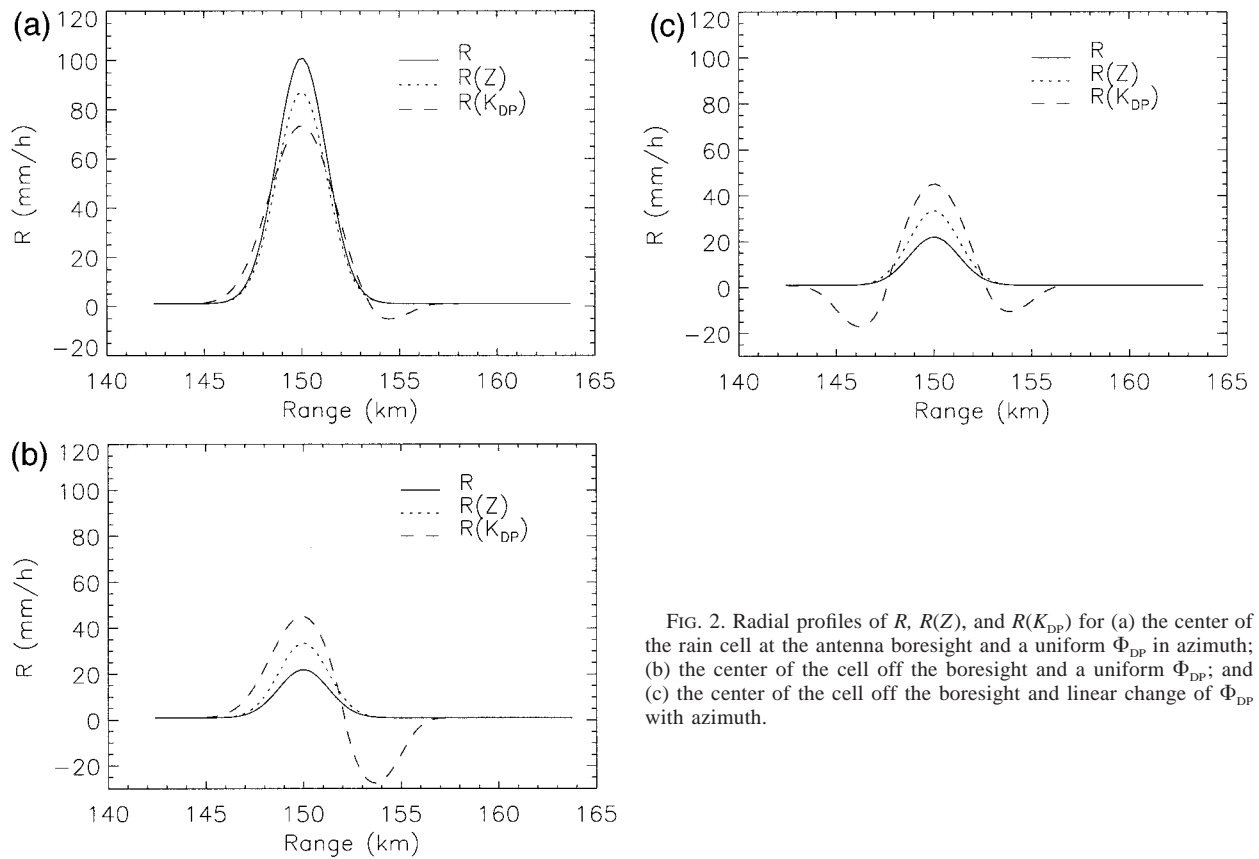 (a)
120
100
80
60
40
20
0
−20
R (mm/h)
R
R(Z)
R(K_DP)
140 145 150 155 160 165
Range (km)
(c)
120
100
80
60
40
20
0
−20
R (mm/h)
R
R(Z)
R(K_DP)
140 145 150 155 160 165
Range (km)
(b)
120
100
80
60
40
20
0
−20
R (mm/h)
R
R(Z)
R(K_DP)
140 145 150 155 160 165
Range (km)
FIG. 2. Radial profiles of R, R(Z), and R(K_DP) for (a) the center of
the rain cell at the antenna boresight and a uniform Φ_DP in azimuth;
(b) the center of the cell off the boresight and a uniform Φ_DP; and
(c) the center of the cell off the boresight and linear change of Φ_DP
with azimuth.